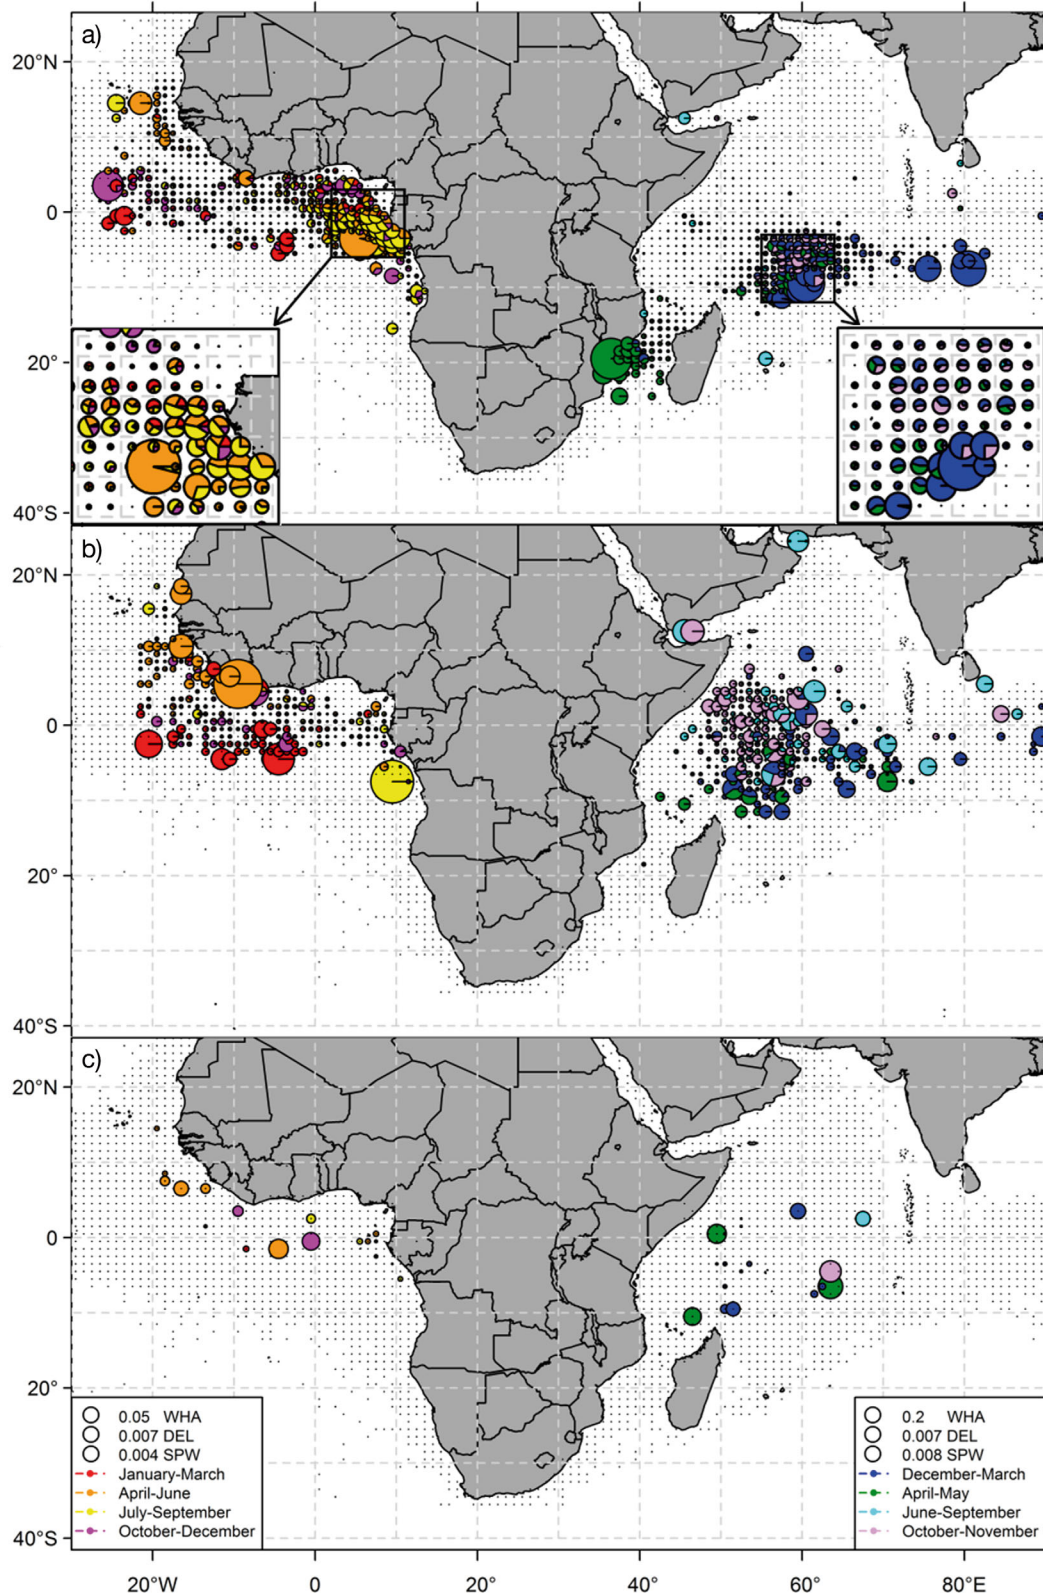 a)
20°N
0
20°
40°S
b)
20°N
0
20°
40°S
c)
20°N
0
20°
40°S
0.05 WHA
0.007 DEL
0.004 SPW
January-March
April-June
July-September
October-December
0.2 WHA
0.007 DEL
0.008 SPW
December-March
April-May
June-September
October-November
20°W 0 20° 40° 60° 80°E